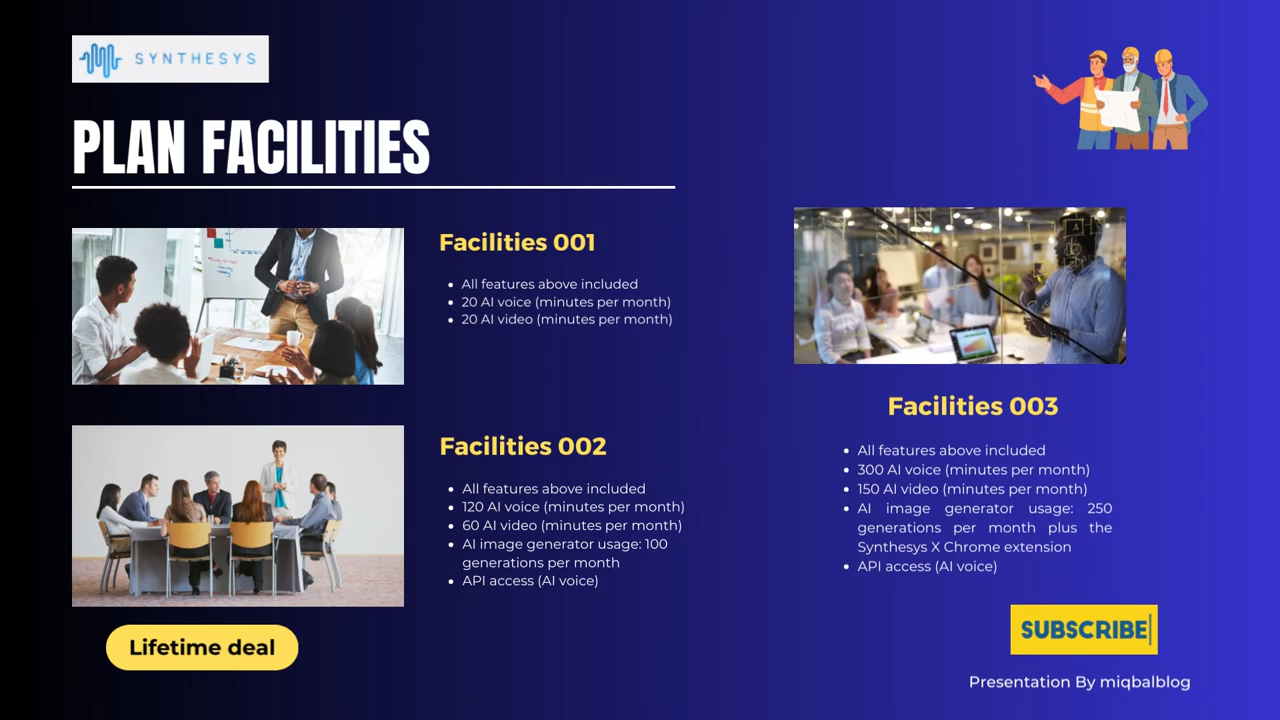 SYNTHESYS
PLAN FACILITIES
Facilities 001
All features above included
20 AI voice (minutes per month)
20 AI video (minutes per month)
Facilities 002
All features above included
120 AI voice (minutes per month)
60 AI video (minutes per month)
AI image generator usage: 100
generations per month
API access (AI voice)
Lifetime deal
Facilities 003
All features above included
300 AI voice (minutes per month)
150 AI video (minutes per month)
AI image generator usage: 250
generations per month plus the
Synthesys X Chrome extension
API access (AI voice)
SUBSCRIBE
Presentation By miqbalblog